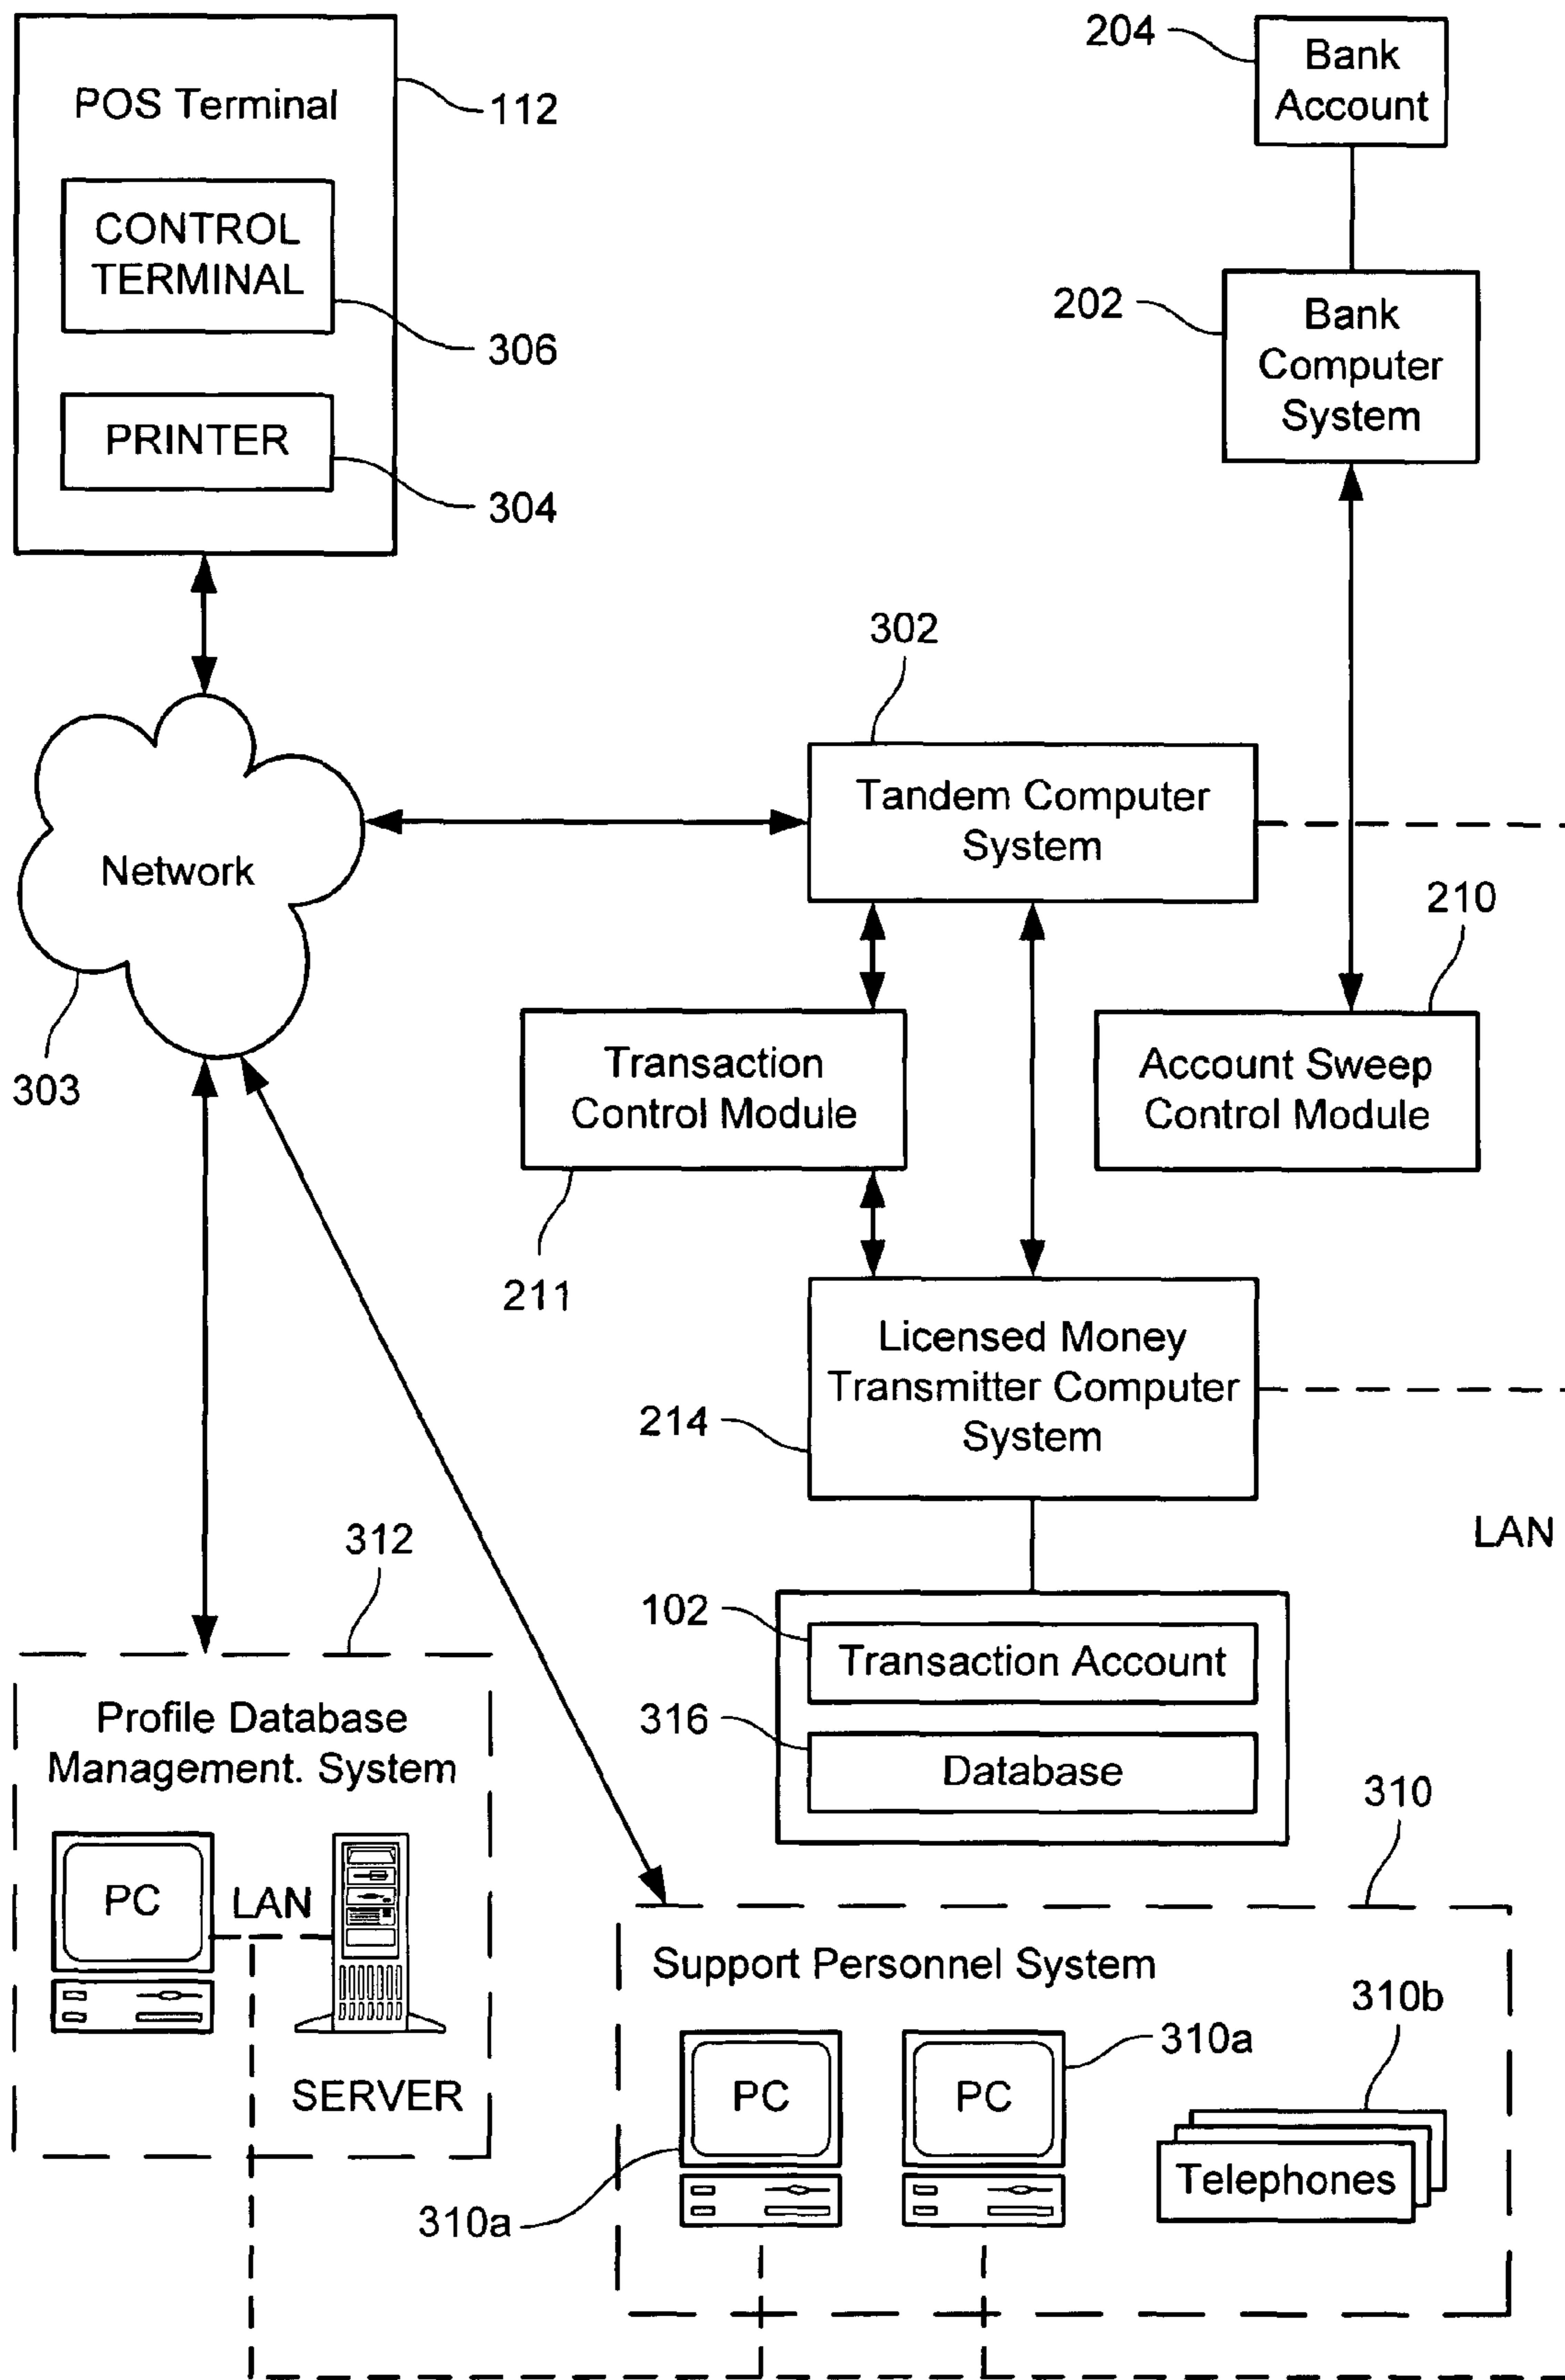 204
Bank
Account
POS Terminal
112
CONTROL
TERMINAL
306
PRINTER
304
202
Bank
Computer
System
302
Tandem Computer
System
Network
303
210
Transaction
Control Module
211
Account Sweep
Control Module
Licensed Money
Transmitter Computer
System
214
LAN
312
102
Transaction Account
316
Database
Profile Database
Management. System
PC
LAN
SERVER
310
Support Personnel System
310b
310a
PC
PC
310a
Telephones